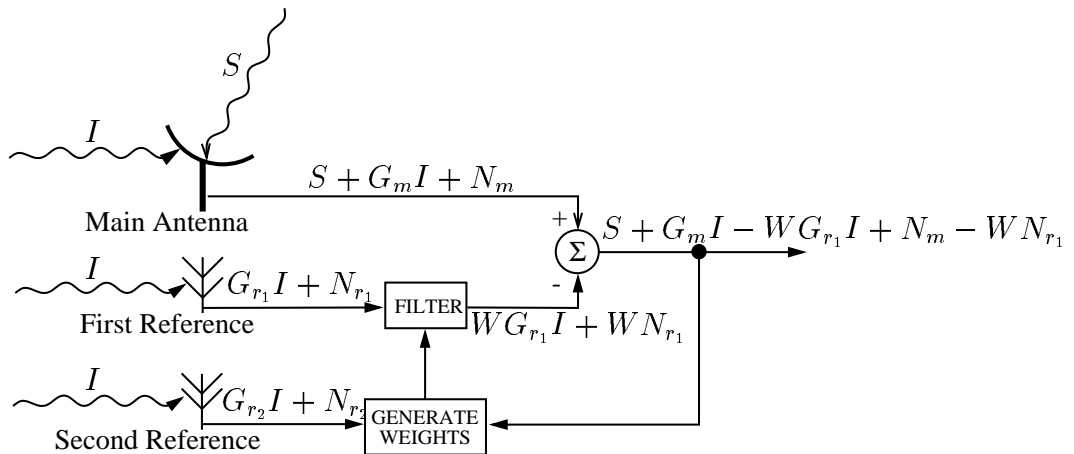 S
I
S + G_m I + N_m
Main Antenna
+
Σ
S + G_m I − W G_{r_1} I + N_m − W N_{r_1}
-
I
G_{r_1} I + N_{r_1}
FILTER
W G_{r_1} I + W N_{r_1}
First Reference
I
G_{r_2} I + N_{r_2}
GENERATE
WEIGHTS
Second Reference